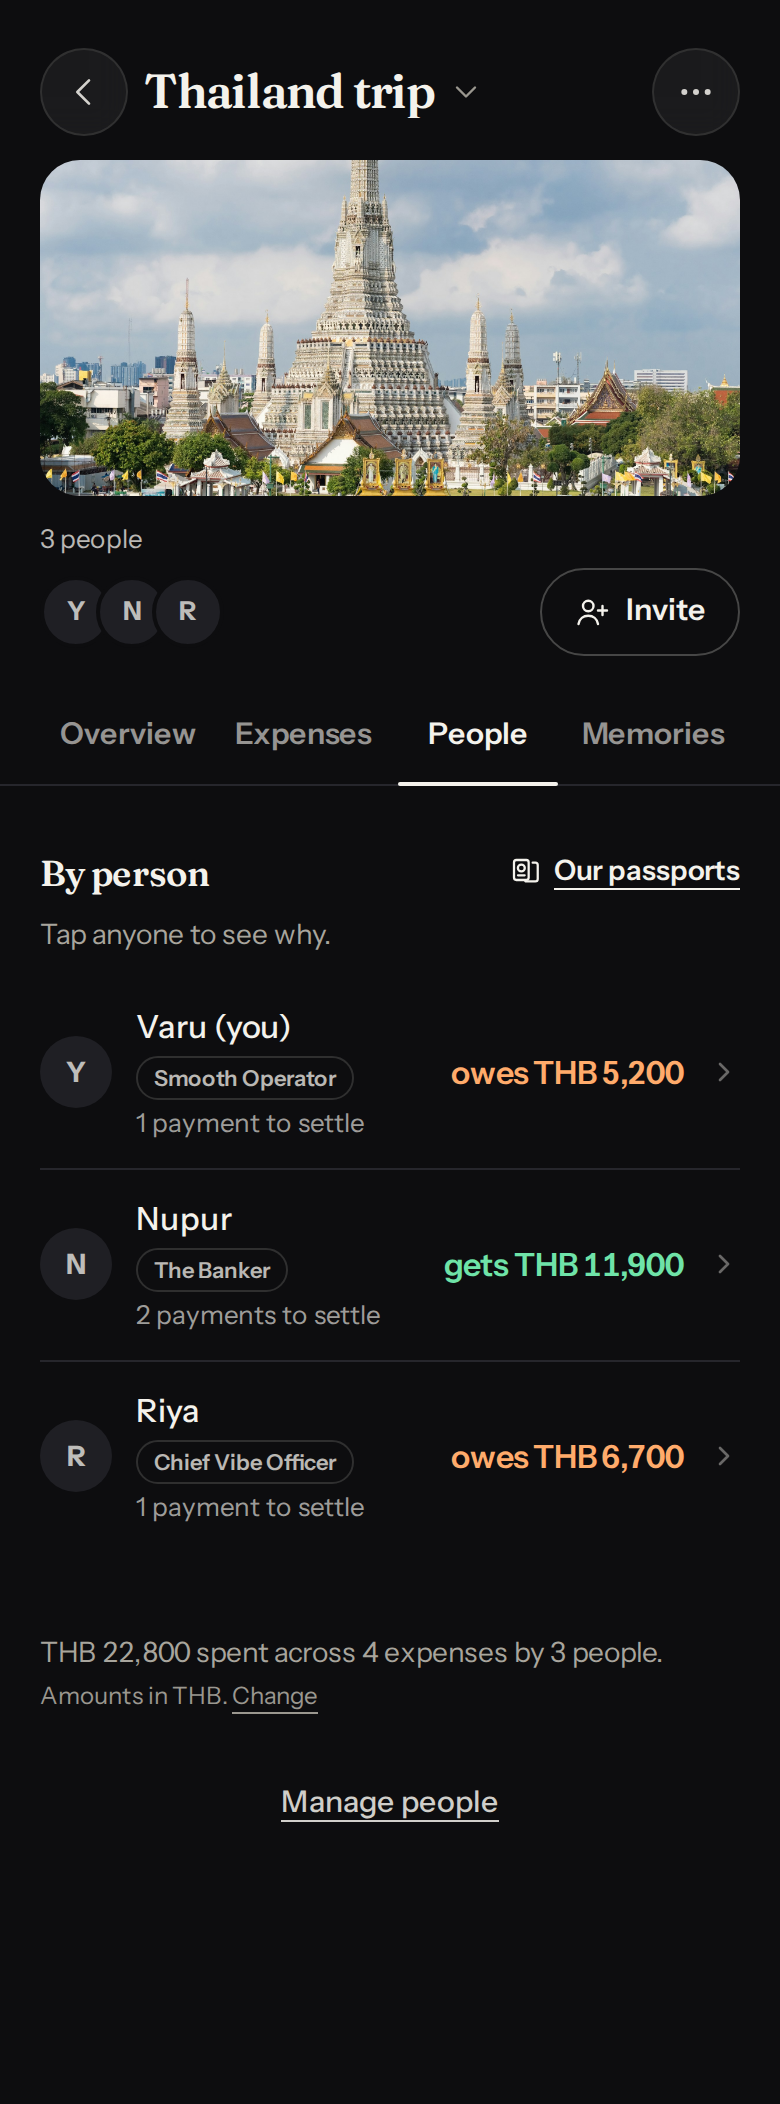 Thailand trip
3 people
Y N R
Invite
Overview Expenses People Memories
By person
Our passports
Tap anyone to see why.
Varu (you)
Y
Smooth Operator
owes THB 5,200
1 payment to settle
Nupur
N
The Banker
gets THB 11,900
2 payments to settle
Riya
R
Chief Vibe Officer
owes THB 6,700
1 payment to settle
THB 22,800 spent across 4 expenses by 3 people.
Amounts in THB. Change
Manage people